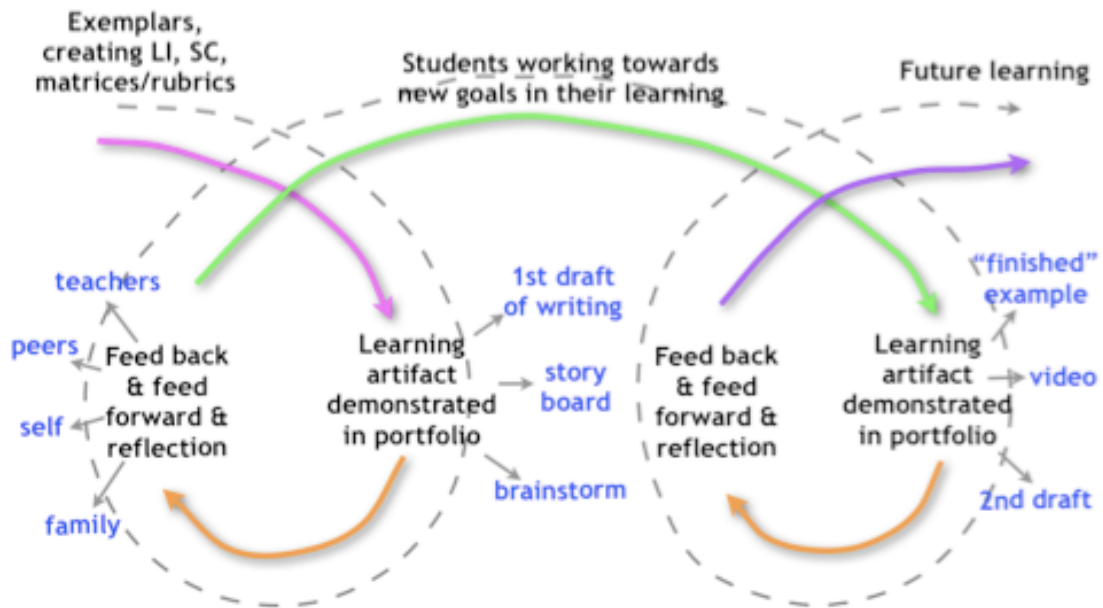 Exemplars,
creating LI, SC,
matrices/rubrics
Students working towards
new goals in their learning
Future learning
teachers
peers
self
family
Feed back
& feed
forward &
reflection
Learning
artifact
demonstrated
in portfolio
1st draft
of writing
story
board
brainstorm
Feed back
& feed
forward &
reflection
Learning
artifact
demonstrated
in portfolio
“finished”
example
video
2nd draft